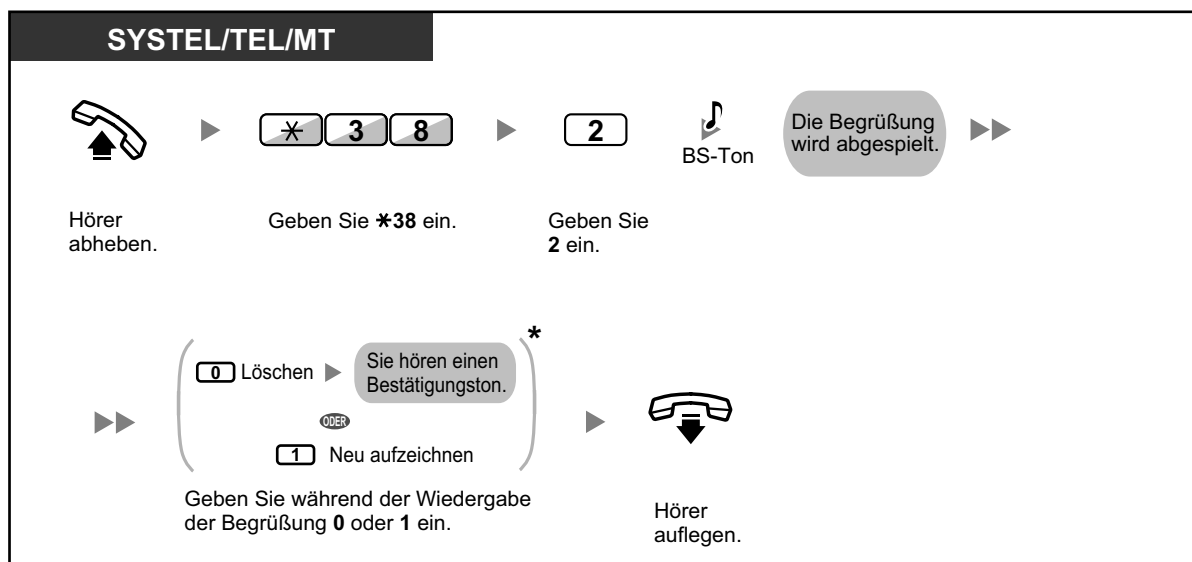 SYSTEL/TEL/MT
✳ 3 8
2
BS-Ton
Die Begrüßung
wird abgespielt.
Hörer
abheben.
Geben Sie ✳38 ein.
Geben Sie
2 ein.
*
0 Löschen
Sie hören einen
Bestätigungston.
ODER
1 Neu aufzeichnen
Geben Sie während der Wiedergabe
der Begrüßung 0 oder 1 ein.
Hörer
auflegen.